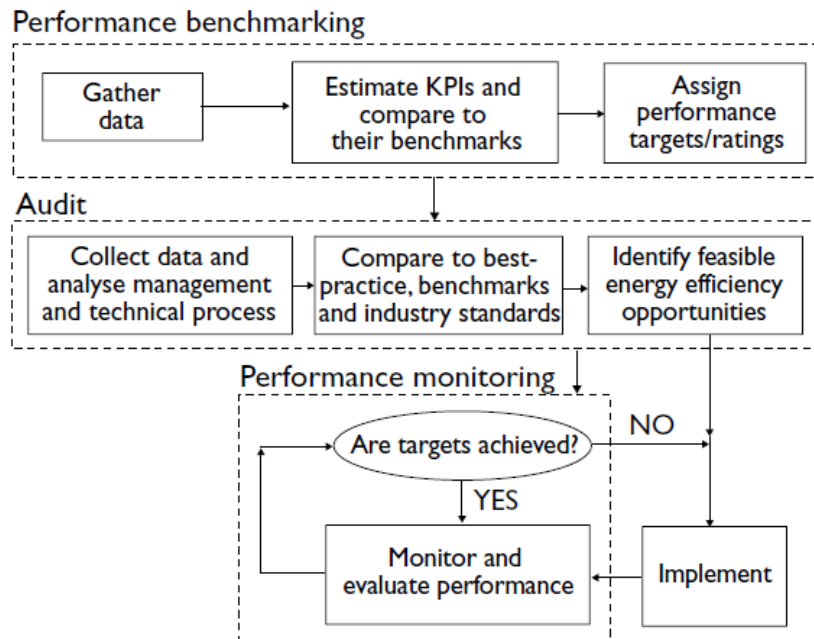 Performance benchmarking
Gather
data
Estimate KPIs and
compare to
their benchmarks
Assign
performance
targets/ratings
Audit
Collect data and
analyse management
and technical process
Compare to best-
practice, benchmarks
and industry standards
Identify feasible
energy efficiency
opportunities
Performance monitoring
Are targets achieved?
NO
YES
Monitor and
evaluate performance
Implement